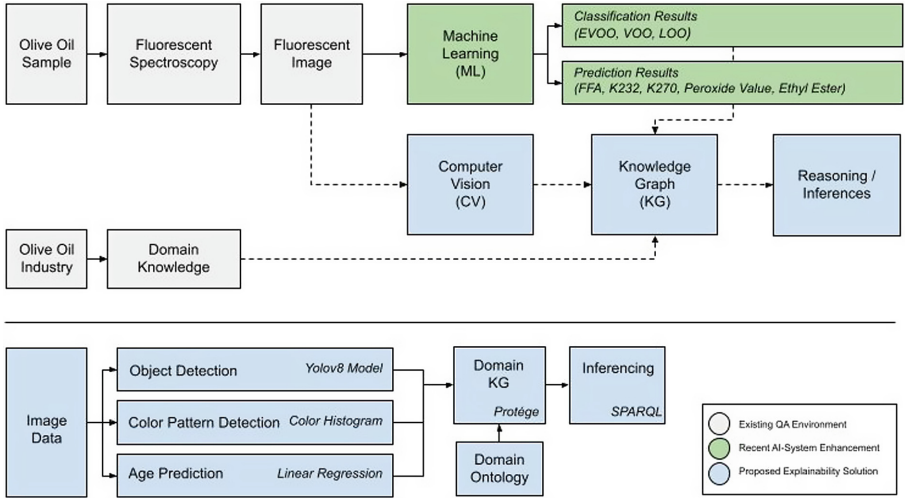 Olive Oil
Sample
Fluorescent
Spectroscopy
Fluorescent
Image
Machine
Learning
(ML)
Classification Results
(EVOO, VOO, LOO)
Prediction Results
(FFA, K232, K270, Peroxide Value, Ethyl Ester)
Computer
Vision
(CV)
Knowledge
Graph
(KG)
Reasoning /
Inferences
Olive Oil
Industry
Domain
Knowledge
Image
Data
Object Detection
Yolov8 Model
Color Pattern Detection
Color Histogram
Age Prediction
Linear Regression
Domain
KG
Protége
Inferencing
SPARQL
Domain
Ontology
Existing QA Environment
Recent AI-System Enhancement
Proposed Explainability Solution